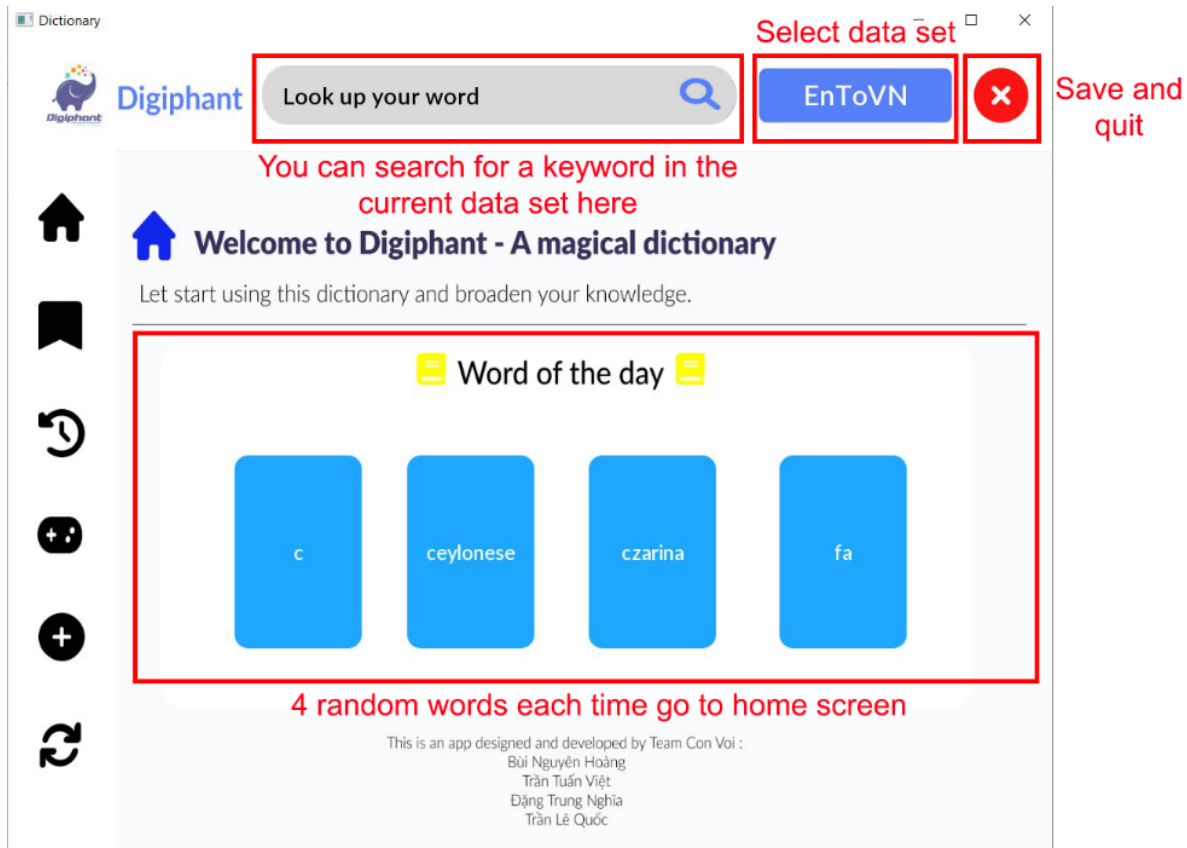 Dictionary
Select data set
Digiphant
Digiphant
Look up your word
EnToVN
Save and
quit
You can search for a keyword in the
current data set here
Welcome to Digiphant - A magical dictionary
Let start using this dictionary and broaden your knowledge.
Word of the day
c
ceylonese
czarina
fa
4 random words each time go to home screen
This is an app designed and developed by Team Con Voi :
Bùi Nguyên Hoàng
Trần Tuấn Việt
Đặng Trung Nghĩa
Trần Lê Quốc